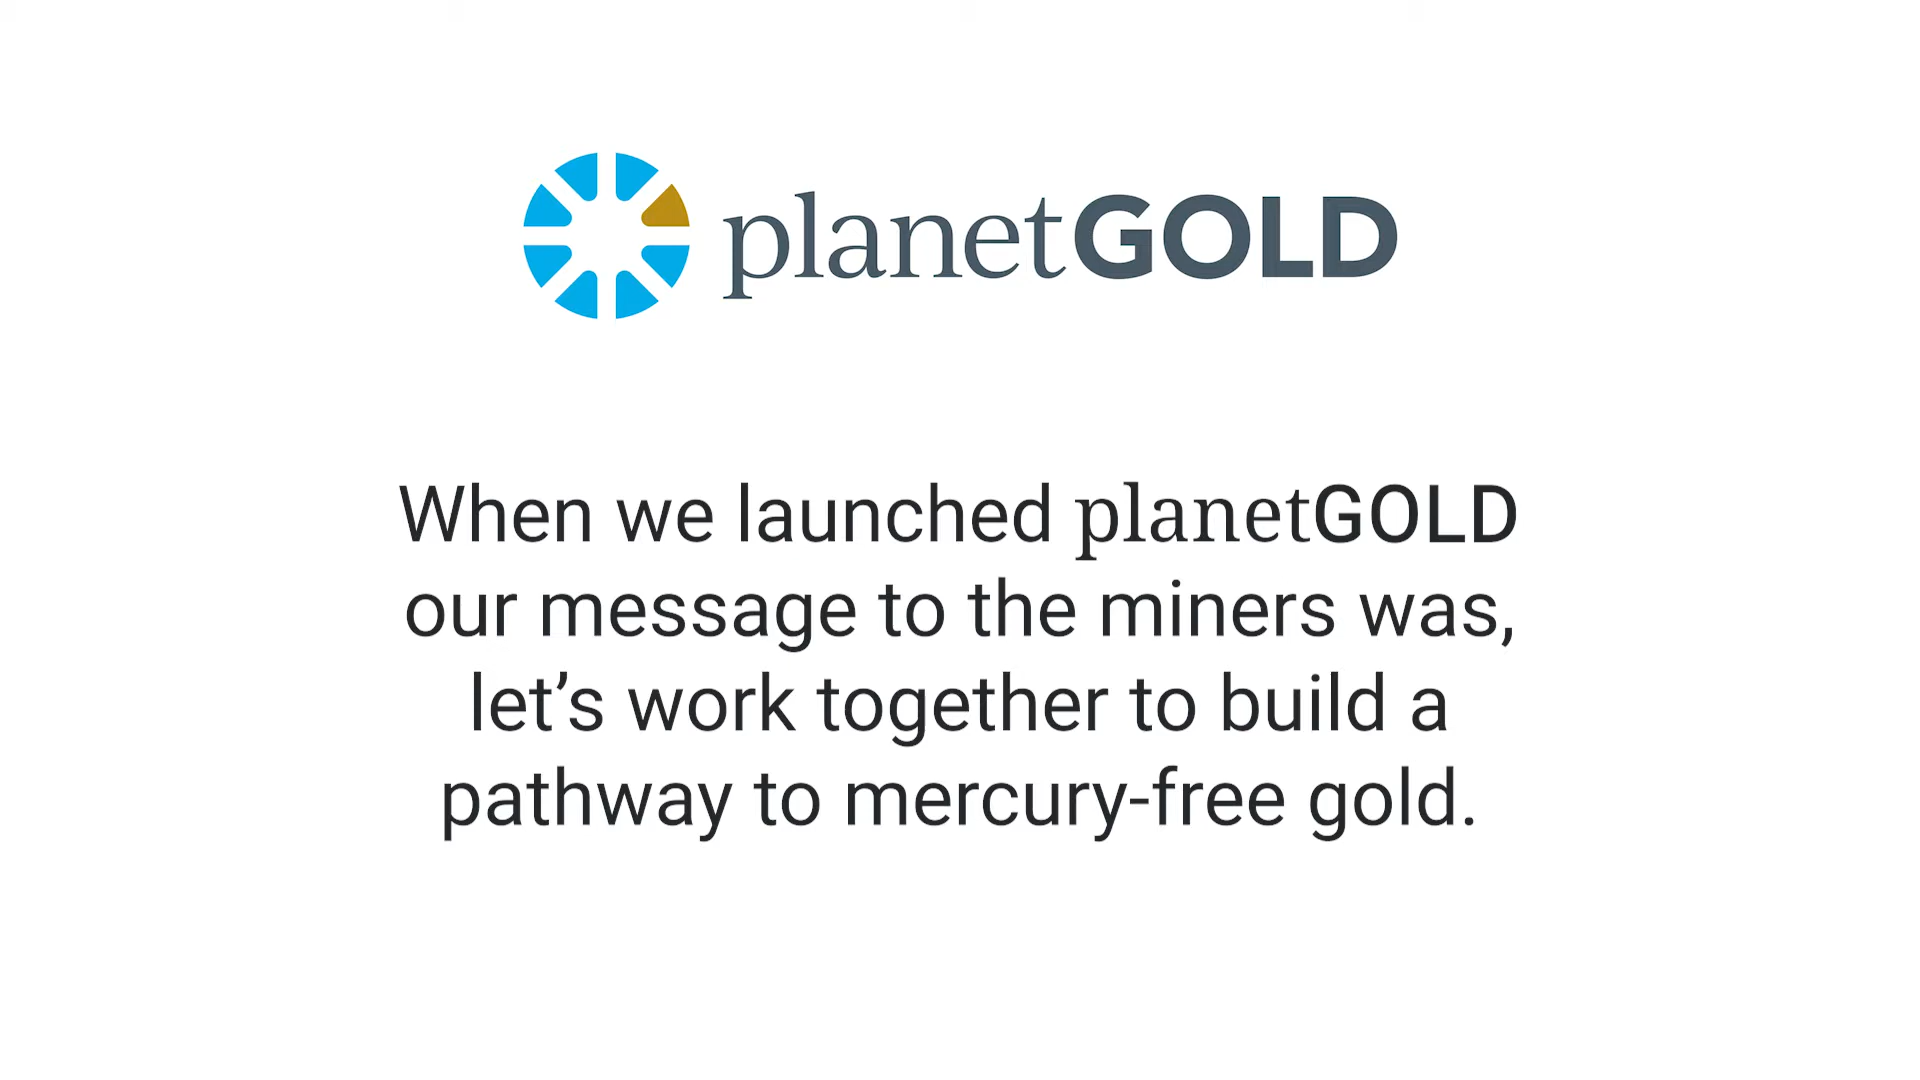 planetGOLD
When we launched planetGOLD
our message to the miners was,
let’s work together to build a
pathway to mercury-free gold.